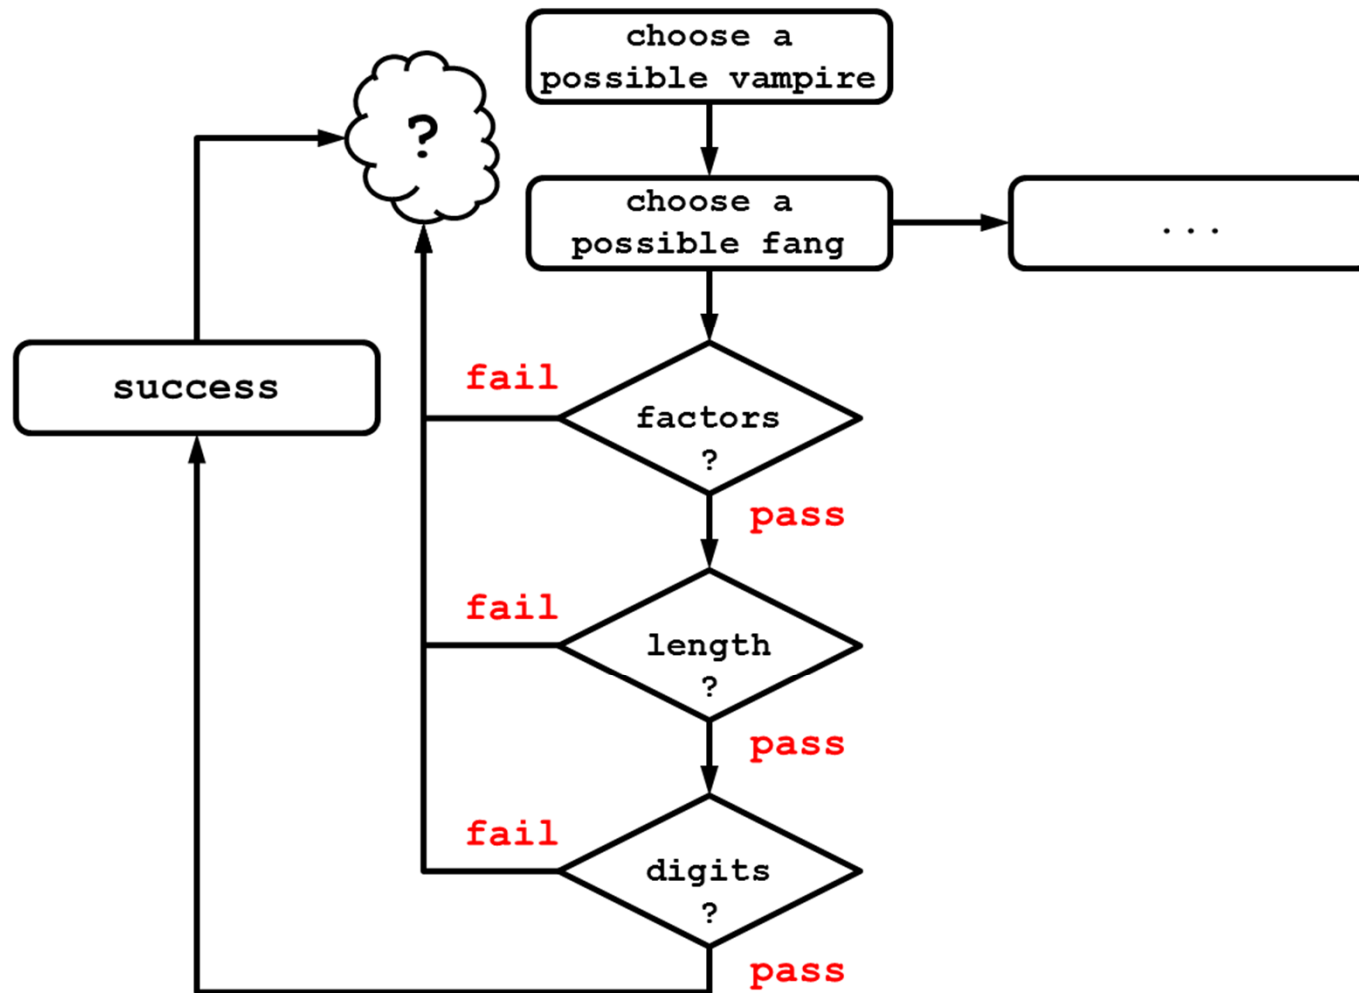 choose a
possible vampire
?
choose a
possible fang
...
success
fail
factors
?
pass
fail
length
?
pass
fail
digits
?
pass